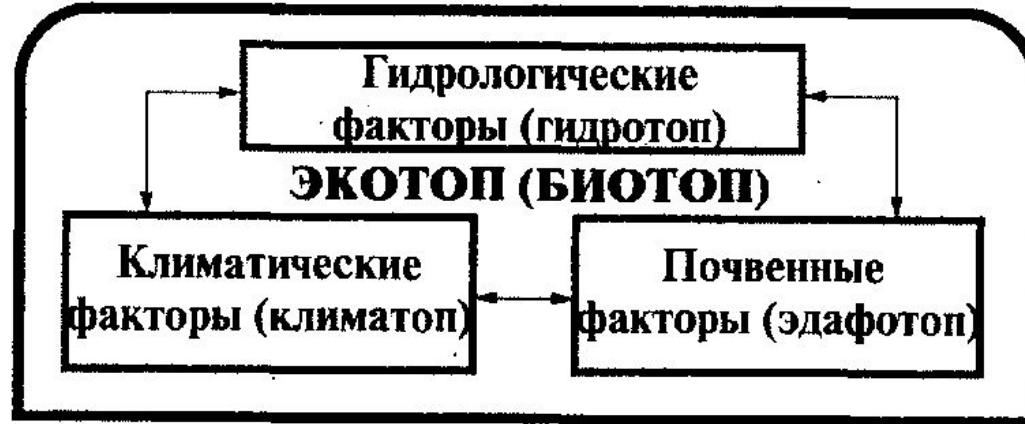 Гидрологические
факторы (гидротоп)
ЭКОТОП (БИОТОП)
Климатические
факторы (климатоп)
Почвенные
факторы (эдафотоп)